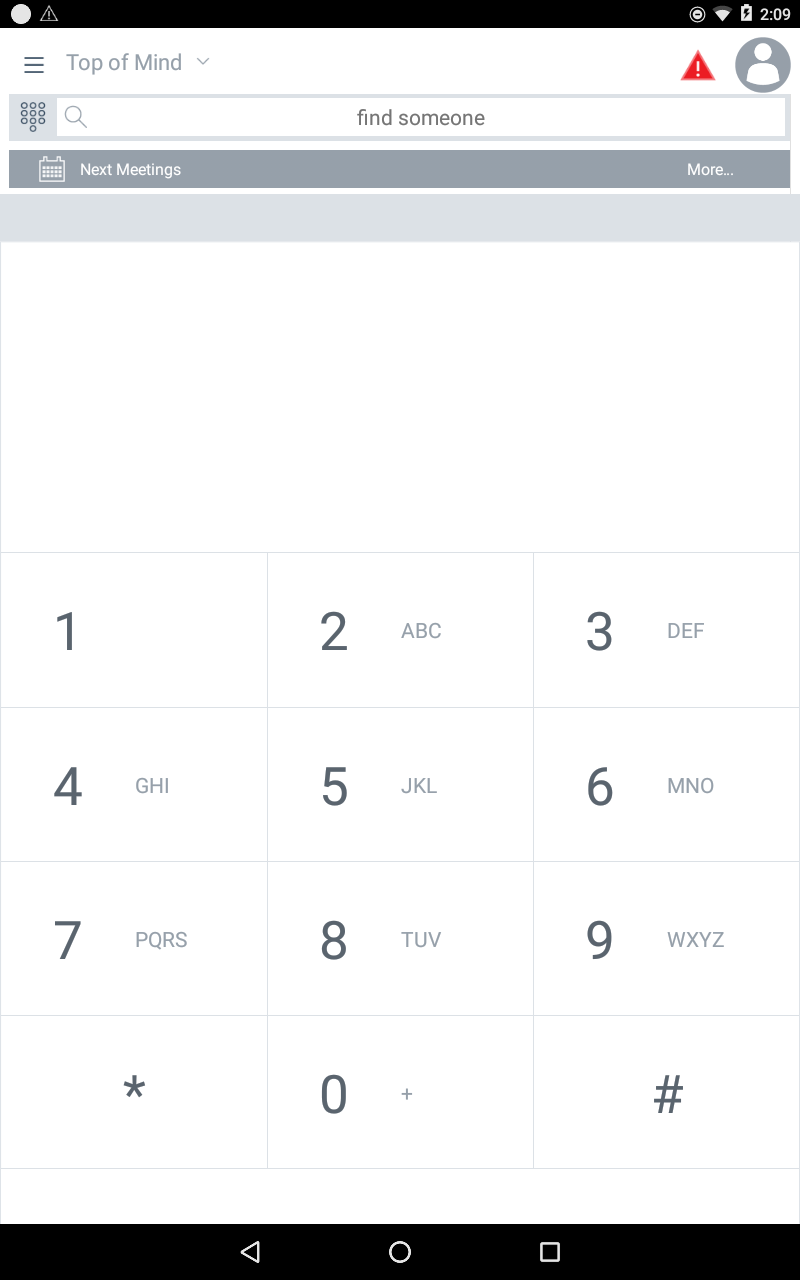 2:09
Top of Mind
find someone
Next Meetings More...
1 2 ABC 3 DEF
4 GHI 5 JKL 6 MNO
7 PQRS 8 TUV 9 WXYZ
* 0 + #